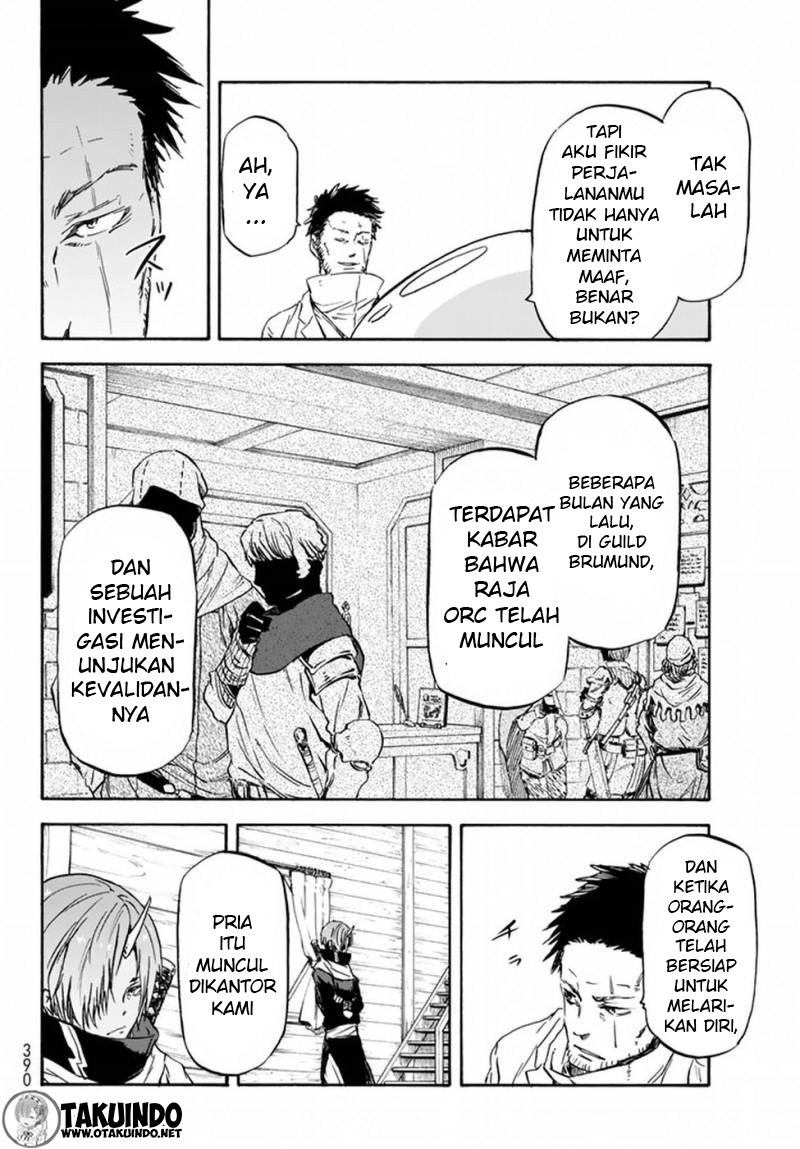 TAK
MASA-
LAH
TAPI
AKU FIKIR
PERJA-
LANANMU
TIDAK HANYA
UNTUK
MEMINTA
MAAF,
BENAR
BUKAN?
AH,
YA
...
BEBERAPA
BULAN YANG
LALU,
DI GUILD
BRUMUND,
TERDAPAT
KABAR
BAHWA
RAJA
ORC TELAH
MUNCUL
DAN
SEBUAH
INVESTI-
GASI MEN-
UNJUKAN
KEVALIDAN-
NYA
DAN
KETIKA
ORANG-
ORANG
TELAH
BERSIAP
UNTUK
MELARI-
KAN DIRI,
PRIA
ITU
MUNCUL
DIKANTOR
KAMI
390
TAKUINDO
WWW.OTAKUINDO.NET